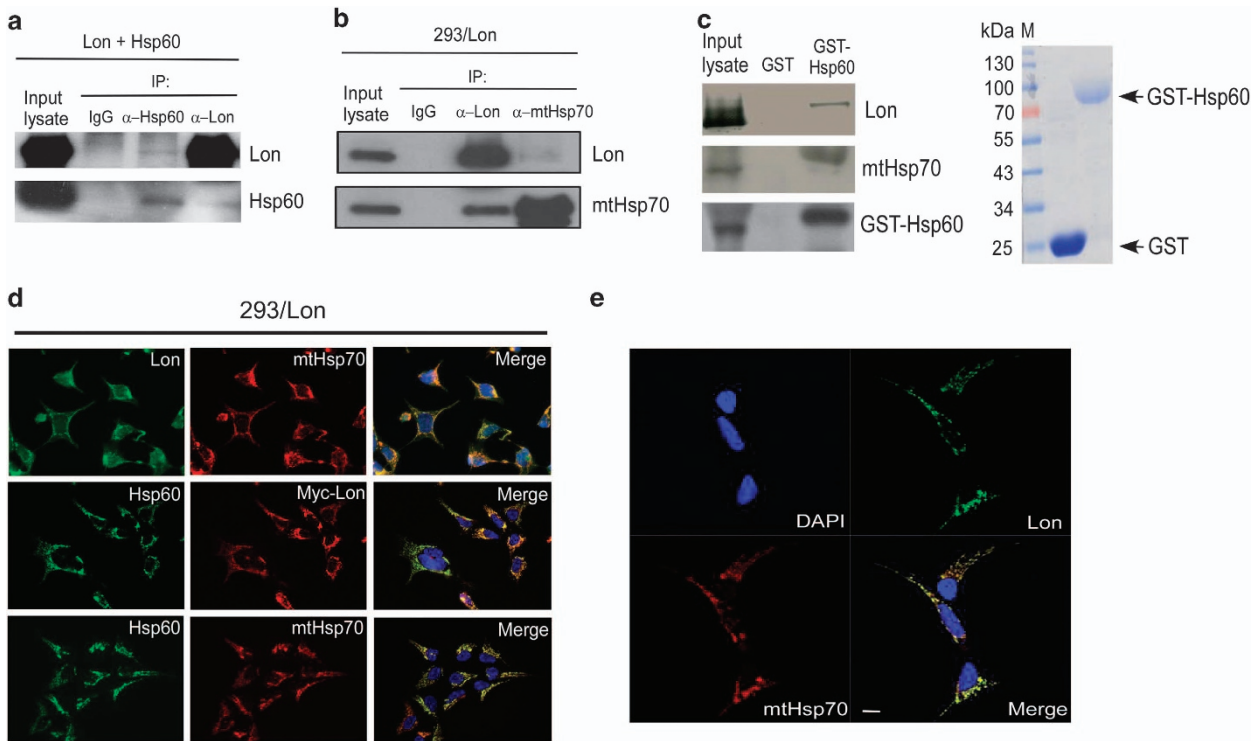 a
Lon + Hsp60
Input lysate
IP:
IgG α–Hsp60 α–Lon
Lon
Hsp60
b
293/Lon
Input lysate
IP:
IgG α–Lon α–mtHsp70
Lon
mtHsp70
c
Input lysate
GST
GST-Hsp60
Lon
mtHsp70
GST-Hsp60
kDa M
130
100
70
55
43
34
25
GST-Hsp60
GST
d
293/Lon
Lon
mtHsp70
Merge
Hsp60
Myc-Lon
Merge
Hsp60
mtHsp70
Merge
e
DAPI
Lon
mtHsp70
Merge